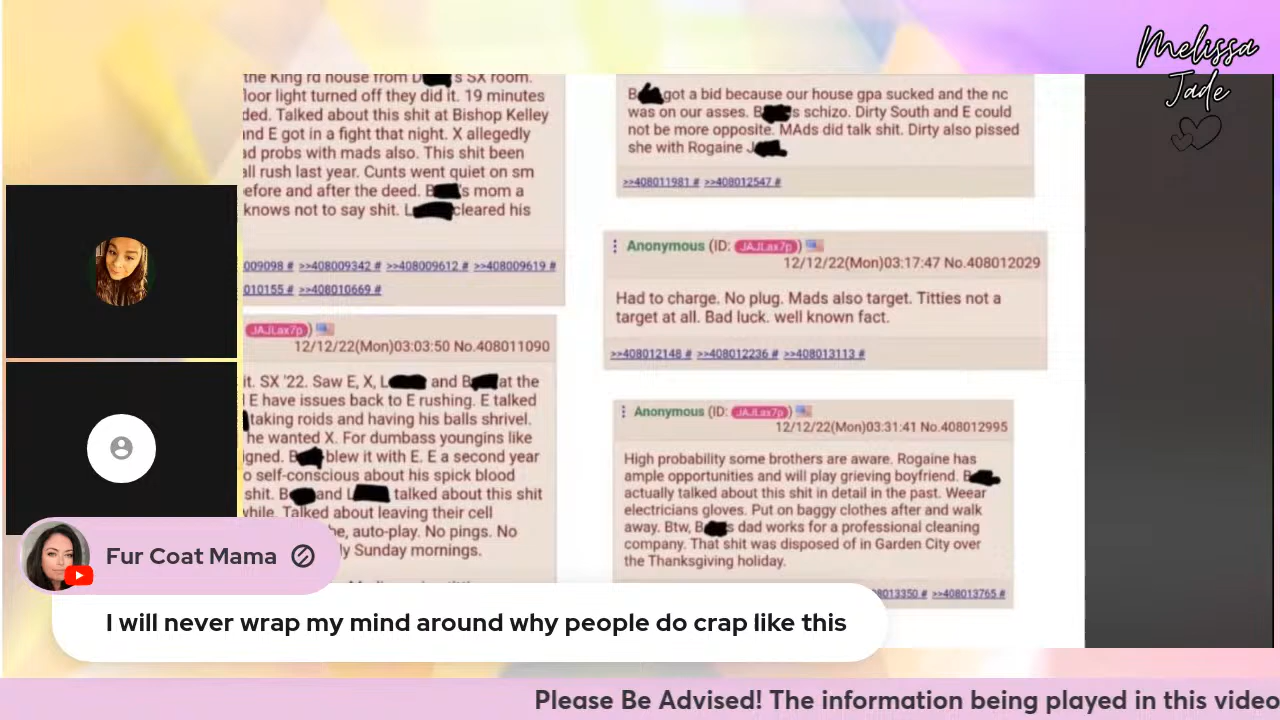 Melissa
Jade
the King rd house from D s SX room.
loor light turned off they did it. 19 minutes
ded. Talked about this shit at Bishop Kelley
and E got in a fight that night. X allegedly
ad probs with mads also. This shit been
all rush last year. Cunts went quiet on sm
efore and after the deed. B 's mom a
knows not to say shit. L cleared his
009098 # >>408009342 # >>408009612 # >>408009619 #
010155 # >>408010669 #
JAJLax7p )
12/12/22(Mon)03:03:50 No.408011090
it. SX '22. Saw E, X, L and B at the
E have issues back to E rushing. E talked
taking roids and having his balls shrivel.
he wanted X. For dumbass youngins like
igned. B blew it with E. E a second year
o self-conscious about his spick blood
shit. B and L talked about this shit
while. Talked about leaving their cell
he, auto-play. No pings. No
ly Sunday mornings.
B got a bid because our house gpa sucked and the nc
was on our asses. B s schizo. Dirty South and E could
not be more opposite. MAds did talk shit. Dirty also pissed
she with Rogaine J
>>408011981 # >>408012547 #
Anonymous (ID: JAJLax7p )
12/12/22(Mon)03:17:47 No.408012029
Had to charge. No plug. Mads also target. Titties not a
target at all. Bad luck. well known fact.
>>408012148 # >>408012236 # >>408013113 #
Anonymous (ID: JAJLax7p )
12/12/22(Mon)03:31:41 No.408012995
High probability some brothers are aware. Rogaine has
ample opportunities and will play grieving boyfriend. B
actually talked about this shit in detail in the past. Weear
electricians gloves. Put on baggy clothes after and walk
away. Btw, B s dad works for a professional cleaning
company. That shit was disposed of in Garden City over
the Thanksgiving holiday.
008013350 # >>408013765 #
Fur Coat Mama
I will never wrap my mind around why people do crap like this
Please Be Advised! The information being played in this video